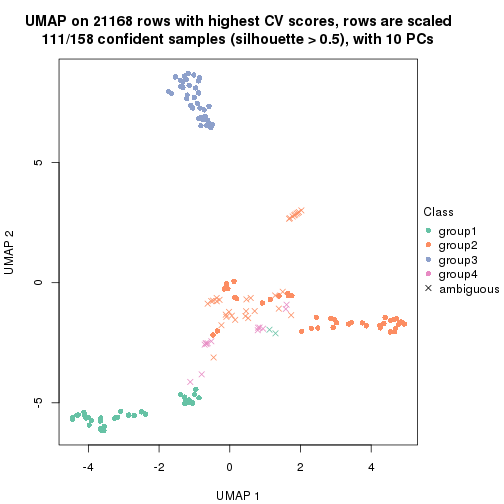 UMAP on 21168 rows with highest CV scores, rows are scaled
111/158 confident samples (silhouette > 0.5), with 10 PCs
5
0
-5
UMAP 2
-4
-2
0
2
4
UMAP 1
Class
group1
group2
group3
group4
ambiguous